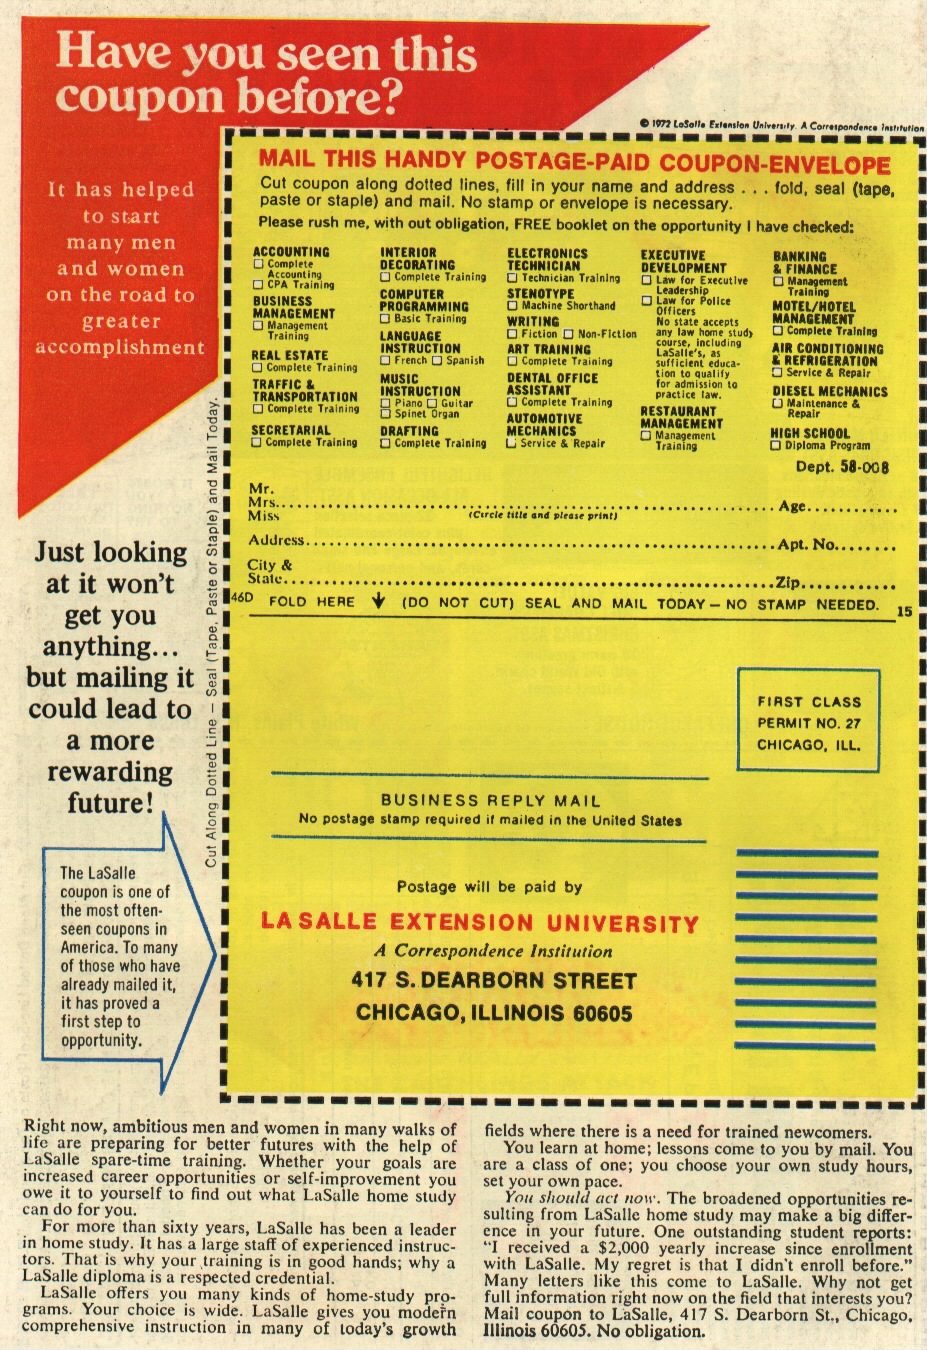 Have you seen this
coupon before?
It has helped
to start
many men
and women
on the road to
greater
accomplishment
© 1972 LaSalle Extension University. A Correspondence Institution
MAIL THIS HANDY POSTAGE-PAID COUPON-ENVELOPE
Cut coupon along dotted lines, fill in your name and address . . . fold, seal (tape,
paste or staple) and mail. No stamp or envelope is necessary.
Please rush me, with out obligation, FREE booklet on the opportunity I have checked:
ACCOUNTING
☐ Complete
Accounting
☐ CPA Training
BUSINESS
MANAGEMENT
☐ Management
Training
REAL ESTATE
☐ Complete Training
TRAFFIC &
TRANSPORTATION
☐ Complete Training
SECRETARIAL
☐ Complete Training
INTERIOR
DECORATING
☐ Complete Training
COMPUTER
PROGRAMMING
☐ Basic Training
LANGUAGE
INSTRUCTION
☐ French ☐ Spanish
MUSIC
INSTRUCTION
☐ Piano ☐ Guitar
☐ Spinet Organ
DRAFTING
☐ Complete Training
ELECTRONICS
TECHNICIAN
☐ Technician Training
STENOTYPE
☐ Machine Shorthand
WRITING
☐ Fiction ☐ Non-Fiction
ART TRAINING
☐ Complete Training
DENTAL OFFICE
ASSISTANT
☐ Complete Training
AUTOMOTIVE
MECHANICS
☐ Service & Repair
EXECUTIVE
DEVELOPMENT
☐ Law for Executive
Leadership
☐ Law for Police
Officers
No state accepts
any law home study
course, including
LaSalle's, as
sufficient educa-
tion to qualify
for admission to
practice law.
RESTAURANT
MANAGEMENT
☐ Management
Training
BANKING
& FINANCE
☐ Management
Training
MOTEL/HOTEL
MANAGEMENT
☐ Complete Training
AIR CONDITIONING
& REFRIGERATION
☐ Service & Repair
DIESEL MECHANICS
☐ Maintenance &
Repair
HIGH SCHOOL
☐ Diploma Program
Dept. 58-008
Mr.
Mrs. Age
Miss (Circle title and please print)
Address Apt. No.
City &
State Zip
46D FOLD HERE ↓ (DO NOT CUT) SEAL AND MAIL TODAY – NO STAMP NEEDED. 15
Cut Along Dotted Line – Seal (Tape, Paste or Staple) and Mail Today.
Just looking
at it won't
get you
anything...
but mailing it
could lead to
a more
rewarding
future!
The LaSalle
coupon is one of
the most often-
seen coupons in
America. To many
of those who have
already mailed it,
it has proved a
first step to
opportunity.
FIRST CLASS
PERMIT NO. 27
CHICAGO, ILL.
BUSINESS REPLY MAIL
No postage stamp required if mailed in the United States
Postage will be paid by
LA SALLE EXTENSION UNIVERSITY
A Correspondence Institution
417 S. DEARBORN STREET
CHICAGO, ILLINOIS 60605
Right now, ambitious men and women in many walks of
life are preparing for better futures with the help of
LaSalle spare-time training. Whether your goals are
increased career opportunities or self-improvement you
owe it to yourself to find out what LaSalle home study
can do for you.
For more than sixty years, LaSalle has been a leader
in home study. It has a large staff of experienced instruc-
tors. That is why your training is in good hands; why a
LaSalle diploma is a respected credential.
LaSalle offers you many kinds of home-study pro-
grams. Your choice is wide. LaSalle gives you modern
comprehensive instruction in many of today's growth
fields where there is a need for trained newcomers.
You learn at home; lessons come to you by mail. You
are a class of one; you choose your own study hours,
set your own pace.
You should act now. The broadened opportunities re-
sulting from LaSalle home study may make a big differ-
ence in your future. One outstanding student reports:
"I received a $2,000 yearly increase since enrollment
with LaSalle. My regret is that I didn't enroll before."
Many letters like this come to LaSalle. Why not get
full information right now on the field that interests you?
Mail coupon to LaSalle, 417 S. Dearborn St., Chicago,
Illinois 60605. No obligation.